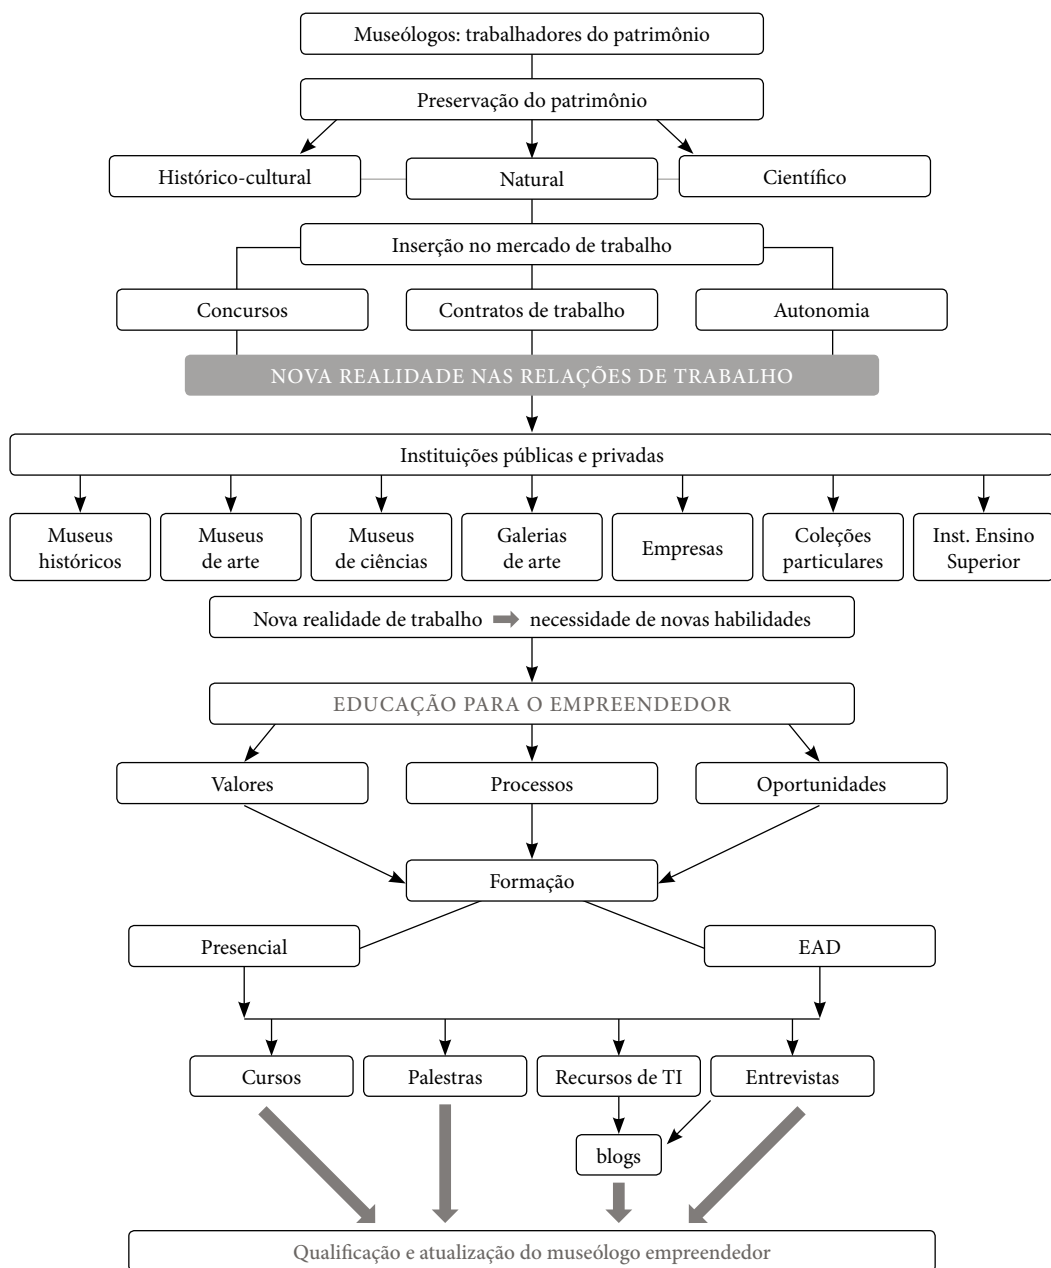 Museólogos: trabalhadores do patrimônio
Preservação do patrimônio
Histórico-cultural
Natural
Científico
Inserção no mercado de trabalho
Concursos
Contratos de trabalho
Autonomia
NOVA REALIDADE NAS RELAÇÕES DE TRABALHO
Instituições públicas e privadas
Museus
históricos
Museus
de arte
Museus
de ciências
Galerias
de arte
Empresas
Coleções
particulares
Inst. Ensino
Superior
Nova realidade de trabalho ➡ necessidade de novas habilidades
EDUCAÇÃO PARA O EMPREENDEDOR
Valores
Processos
Oportunidades
Formação
Presencial
EAD
Cursos
Palestras
Recursos de TI
Entrevistas
blogs
Qualificação e atualização do museólogo empreendedor